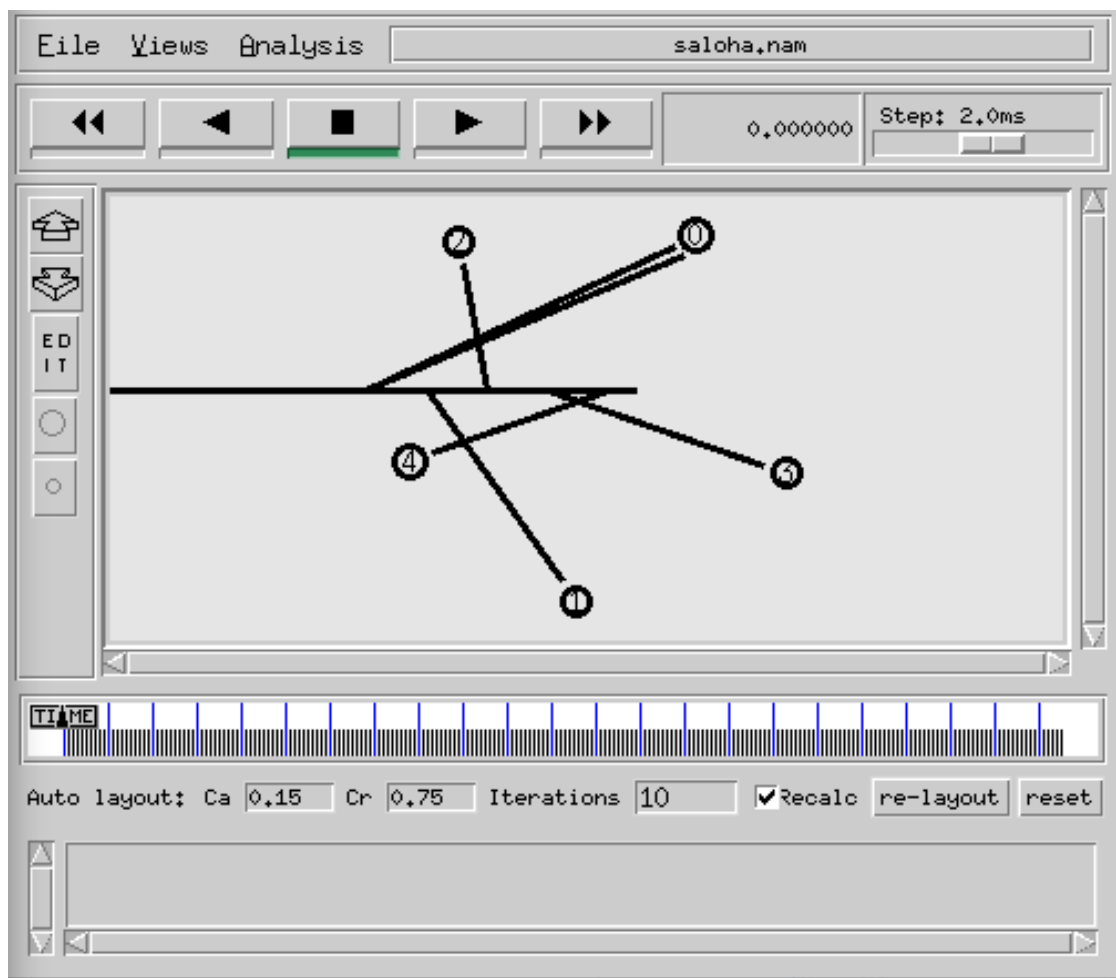 File Views Analysis saloha.nam
0.000000 Step: 2.0ms
2 0
ED
IT
4 3
1
TIME
Auto layout: Ca 0.15 Cr 0.75 Iterations 10 Recalc re-layout reset